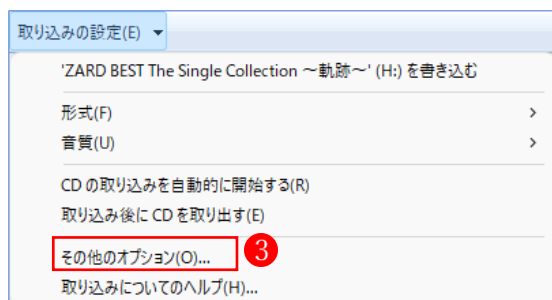 取り込みの設定(E)
'ZARD BEST The Single Collection ～軌跡～' (H:) を書き込む
形式(F)
音質(U)
CD の取り込みを自動的に開始する(R)
取り込み後に CD を取り出す(E)
その他のオプション(O)... 3
取り込みについてのヘルプ(H)...